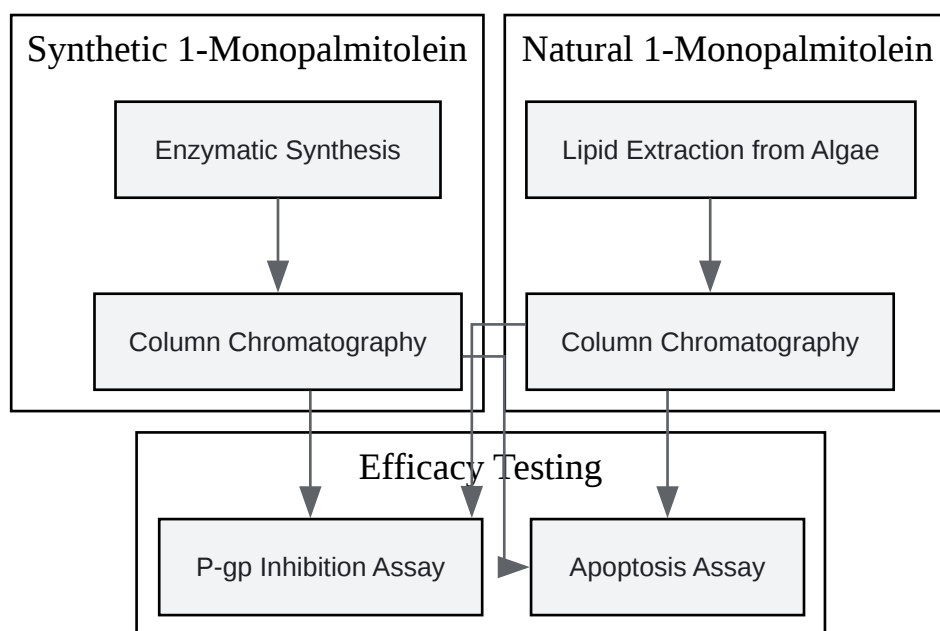 Synthetic 1-Monopalmitolein
Natural 1-Monopalmitolein
Enzymatic Synthesis
Lipid Extraction from Algae
Column Chromatography
Column Chromatography
Efficacy Testing
P-gp Inhibition Assay
Apoptosis Assay